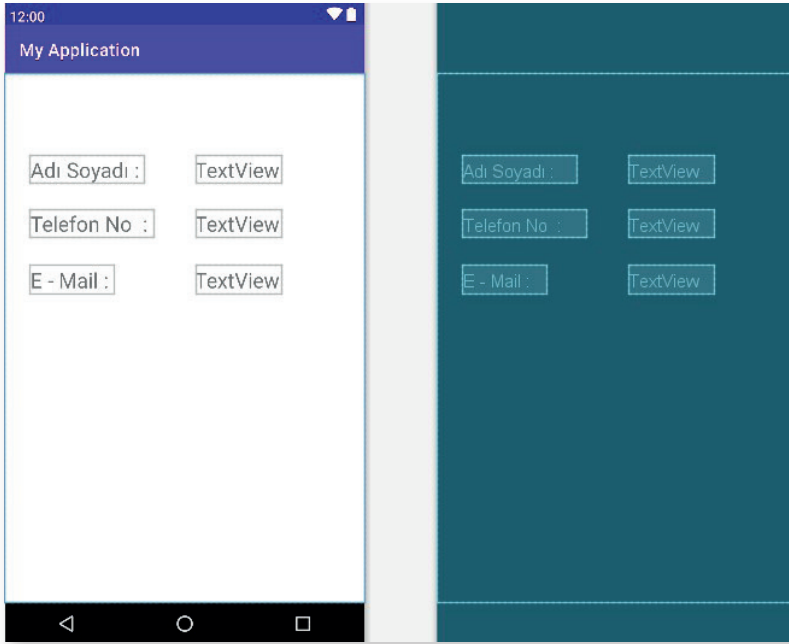 12:00
My Application
Adı Soyadı : TextView
Telefon No : TextView
E - Mail : TextView
Adı Soyadı : TextView
Telefon No : TextView
E - Mail : TextView